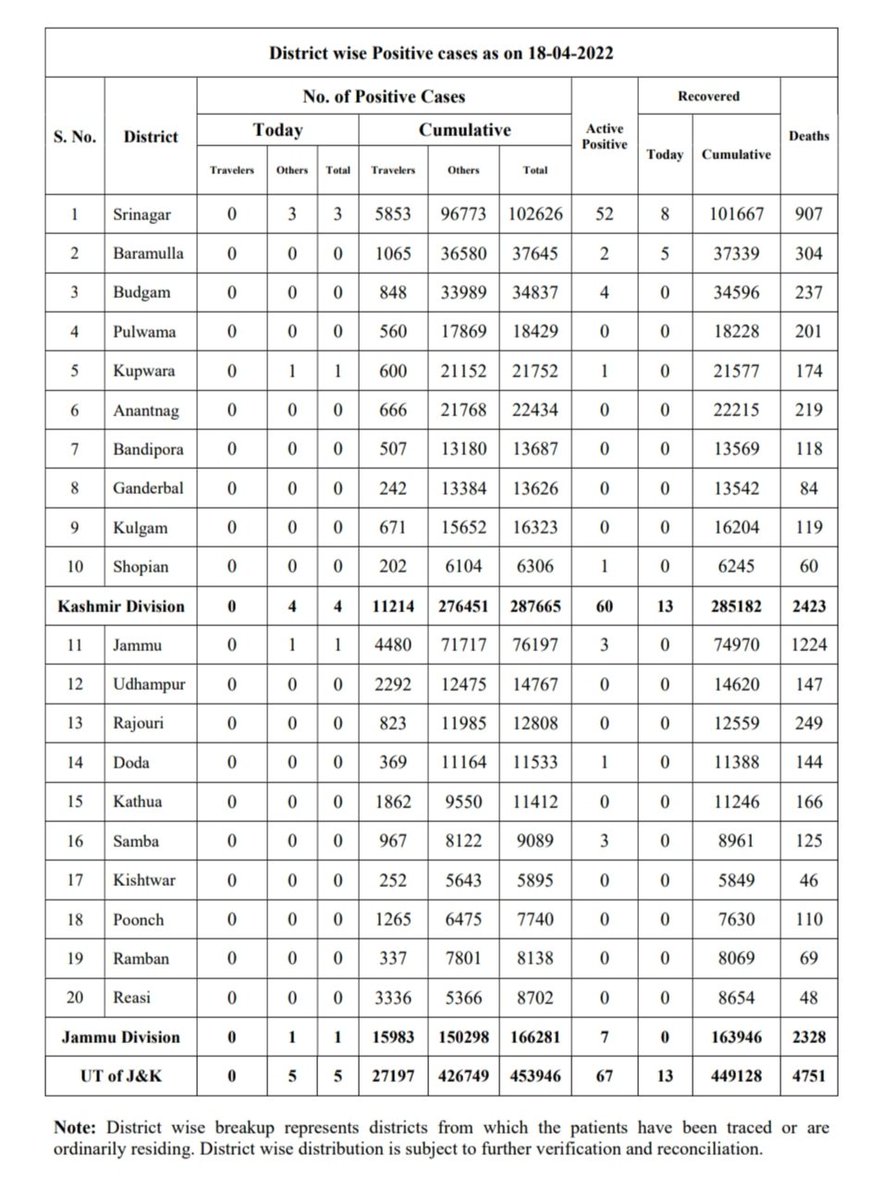 District wise Positive cases as on 18-04-2022
S. No. District No. of Positive Cases Active Positive Recovered Deaths
Today Cumulative Today Cumulative
Travelers Others Total Travelers Others Total
1 Srinagar 0 3 3 5853 96773 102626 52 8 101667 907
2 Baramulla 0 0 0 1065 36580 37645 2 5 37339 304
3 Budgam 0 0 0 848 33989 34837 4 0 34596 237
4 Pulwama 0 0 0 560 17869 18429 0 0 18228 201
5 Kupwara 0 1 1 600 21152 21752 1 0 21577 174
6 Anantnag 0 0 0 666 21768 22434 0 0 22215 219
7 Bandipora 0 0 0 507 13180 13687 0 0 13569 118
8 Ganderbal 0 0 0 242 13384 13626 0 0 13542 84
9 Kulgam 0 0 0 671 15652 16323 0 0 16204 119
10 Shopian 0 0 0 202 6104 6306 1 0 6245 60
Kashmir Division 0 4 4 11214 276451 287665 60 13 285182 2423
11 Jammu 0 1 1 4480 71717 76197 3 0 74970 1224
12 Udhampur 0 0 0 2292 12475 14767 0 0 14620 147
13 Rajouri 0 0 0 823 11985 12808 0 0 12559 249
14 Doda 0 0 0 369 11164 11533 1 0 11388 144
15 Kathua 0 0 0 1862 9550 11412 0 0 11246 166
16 Samba 0 0 0 967 8122 9089 3 0 8961 125
17 Kishtwar 0 0 0 252 5643 5895 0 0 5849 46
18 Poonch 0 0 0 1265 6475 7740 0 0 7630 110
19 Ramban 0 0 0 337 7801 8138 0 0 8069 69
20 Reasi 0 0 0 3336 5366 8702 0 0 8654 48
Jammu Division 0 1 1 15983 150298 166281 7 0 163946 2328
UT of J&K 0 5 5 27197 426749 453946 67 13 449128 4751
Note: District wise breakup represents districts from which the patients have been traced or are
ordinarily residing. District wise distribution is subject to further verification and reconciliation.